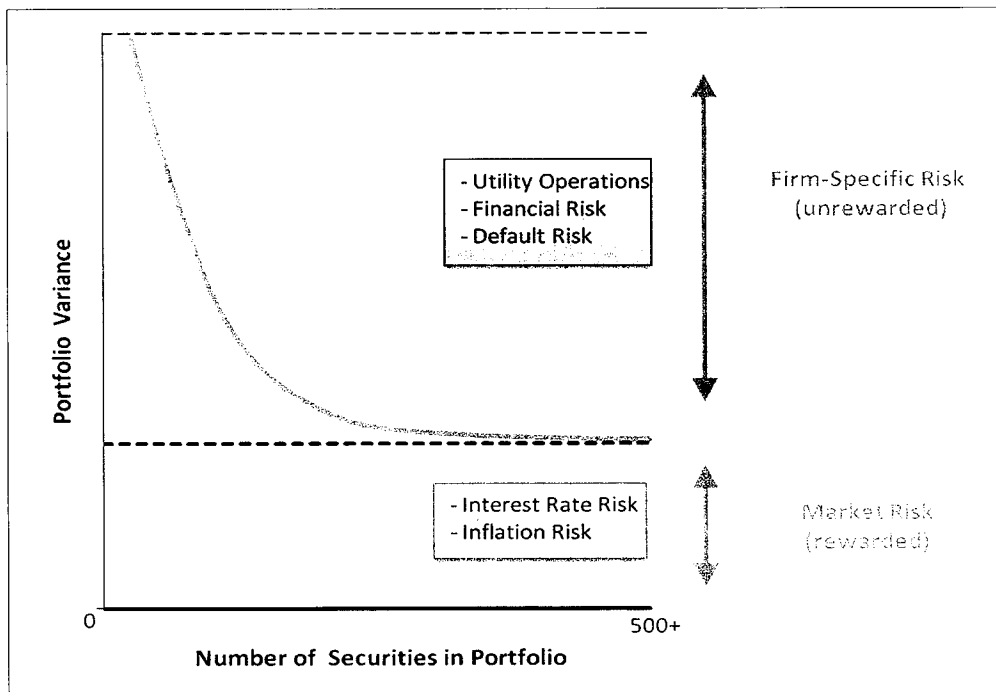 Portfolio Variance
- Utility Operations
- Financial Risk
- Default Risk
Firm-Specific Risk
(unrewarded)
- Interest Rate Risk
- Inflation Risk
Market Risk
(rewarded)
0
500+
Number of Securities in Portfolio